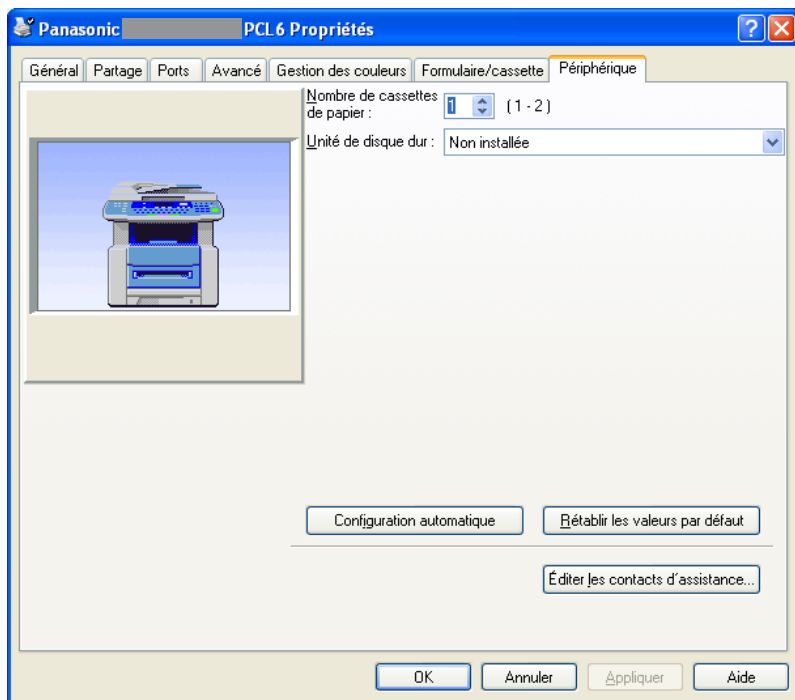 Panasonic PCL6 Propriétés
Général Partage Ports Avancé Gestion des couleurs Formulaire/cassette Périphérique
Nombre de cassettes
de papier : 1 (1 - 2)
Unité de disque dur : Non installée
Configuration automatique Rétablir les valeurs par défaut
Éditer les contacts d´assistance...
OK Annuler Appliquer Aide